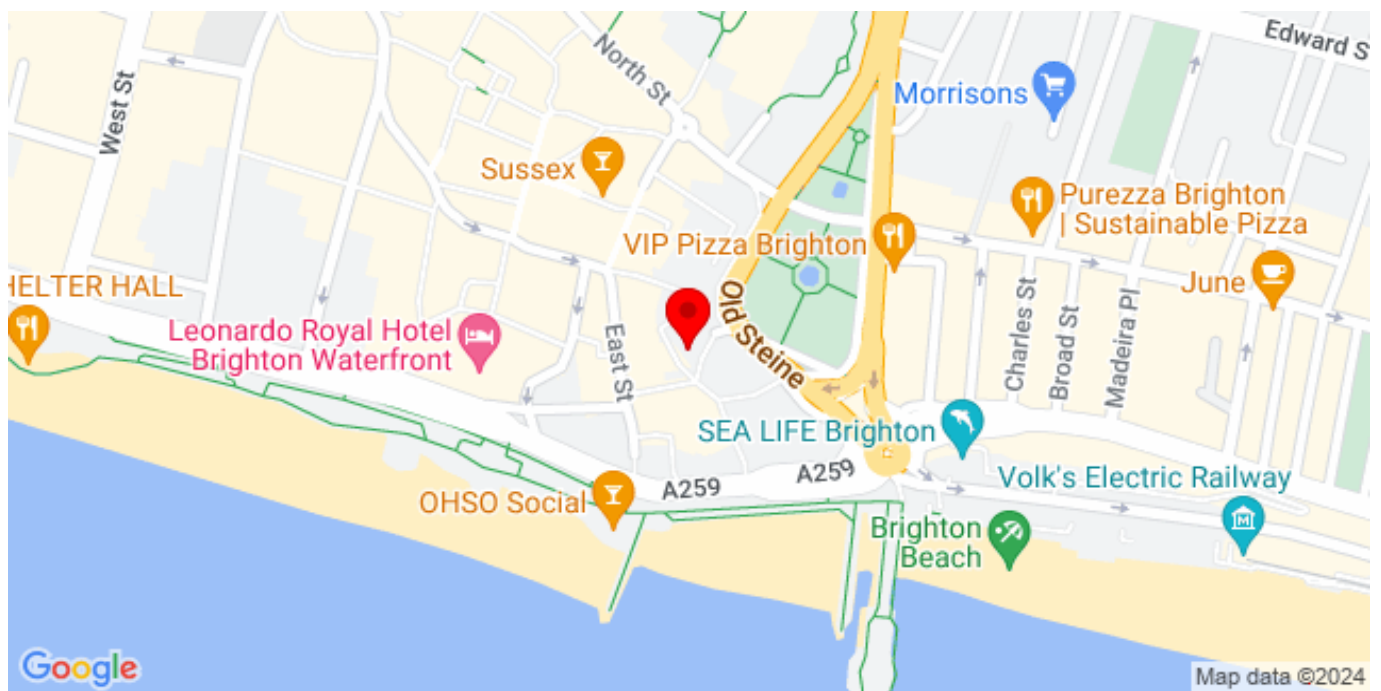 Edward S
North St
Morrisons
West St
Sussex
Purezza Brighton
| Sustainable Pizza
VIP Pizza Brighton
June
HELTER HALL
Old Steine
Leonardo Royal Hotel
Brighton Waterfront
East St
Charles St
Broad St
Madeira Pl
SEA LIFE Brighton
A259
A259
Volk's Electric Railway
OHSO Social
Brighton
Beach
Google
Map data ©2024